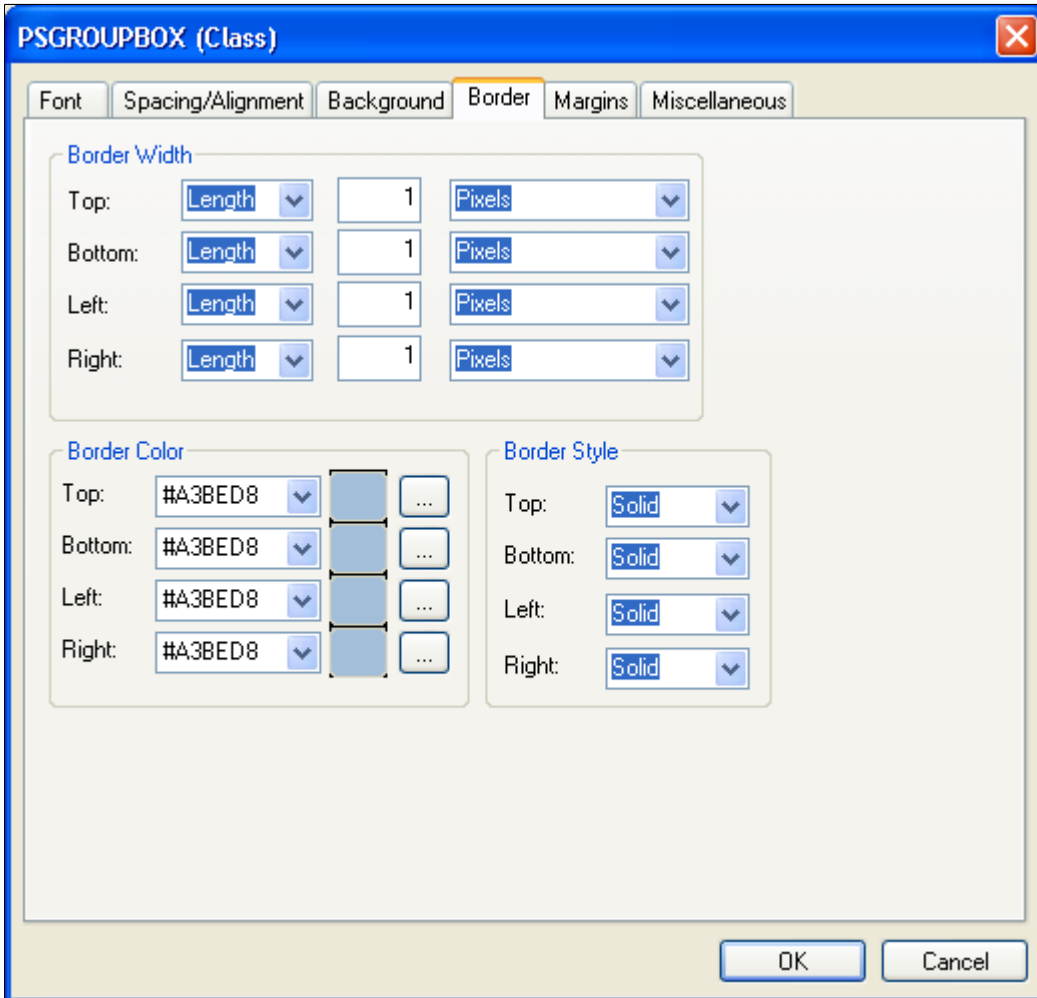 PSGROUPBOX (Class)
Font Spacing/Alignment Background Border Margins Miscellaneous
Border Width
Top: Length 1 Pixels
Bottom: Length 1 Pixels
Left: Length 1 Pixels
Right: Length 1 Pixels
Border Color
Top: #A3BED8 ...
Bottom: #A3BED8 ...
Left: #A3BED8 ...
Right: #A3BED8 ...
Border Style
Top: Solid
Bottom: Solid
Left: Solid
Right: Solid
OK Cancel